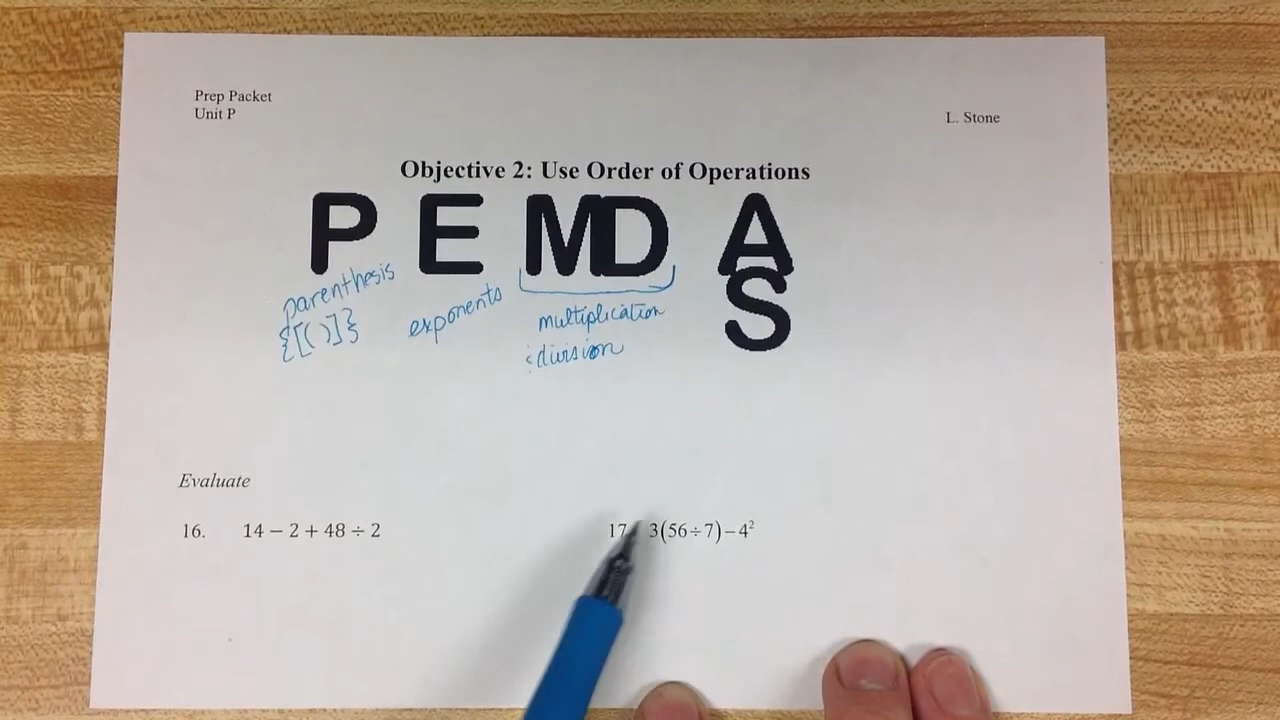 Prep Packet
Unit P
L. Stone
Objective 2: Use Order of Operations
P E MD A
S
parenthesis
{[()]}
exponents
multiplication
: division
Evaluate
16. 14 − 2 + 48 ÷ 2
17 3(56÷7)−4²